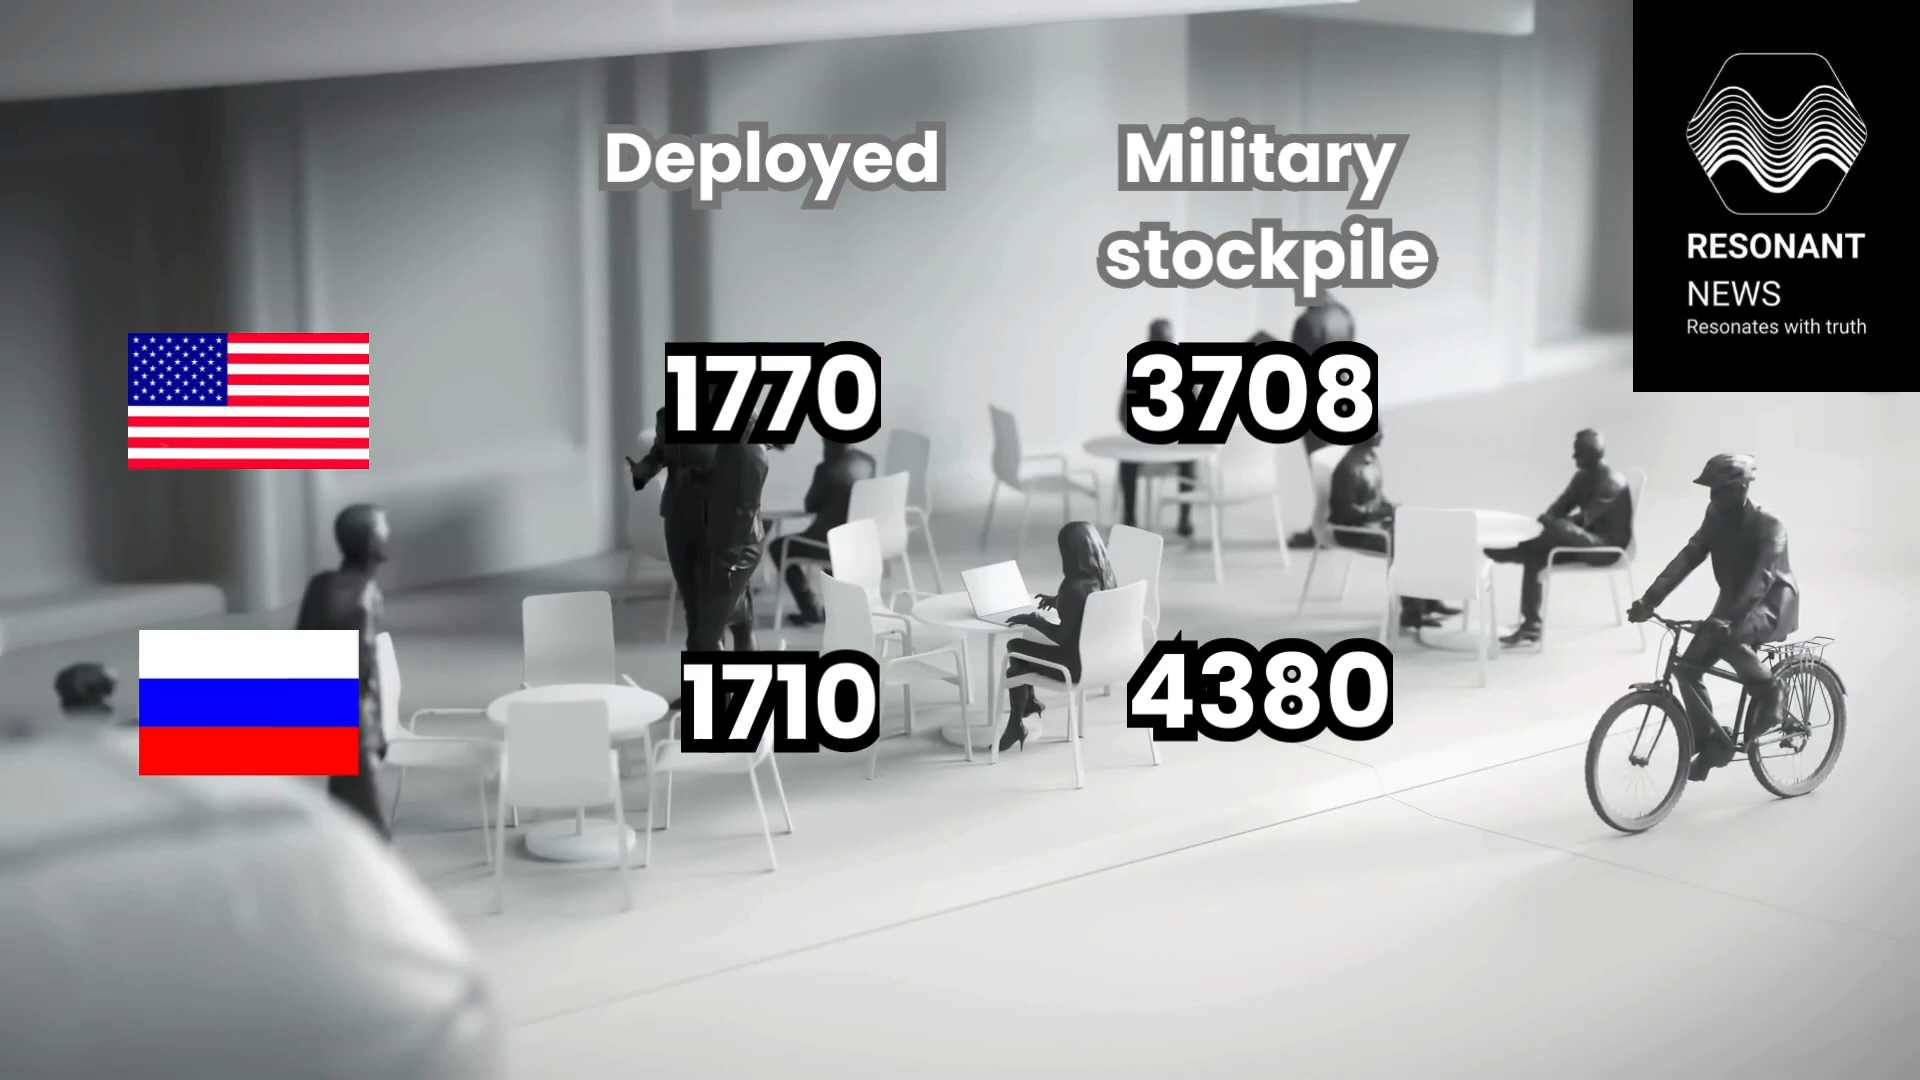 Deployed
Military
stockpile
RESONANT
NEWS
Resonates with truth
1770
3708
1710
4380